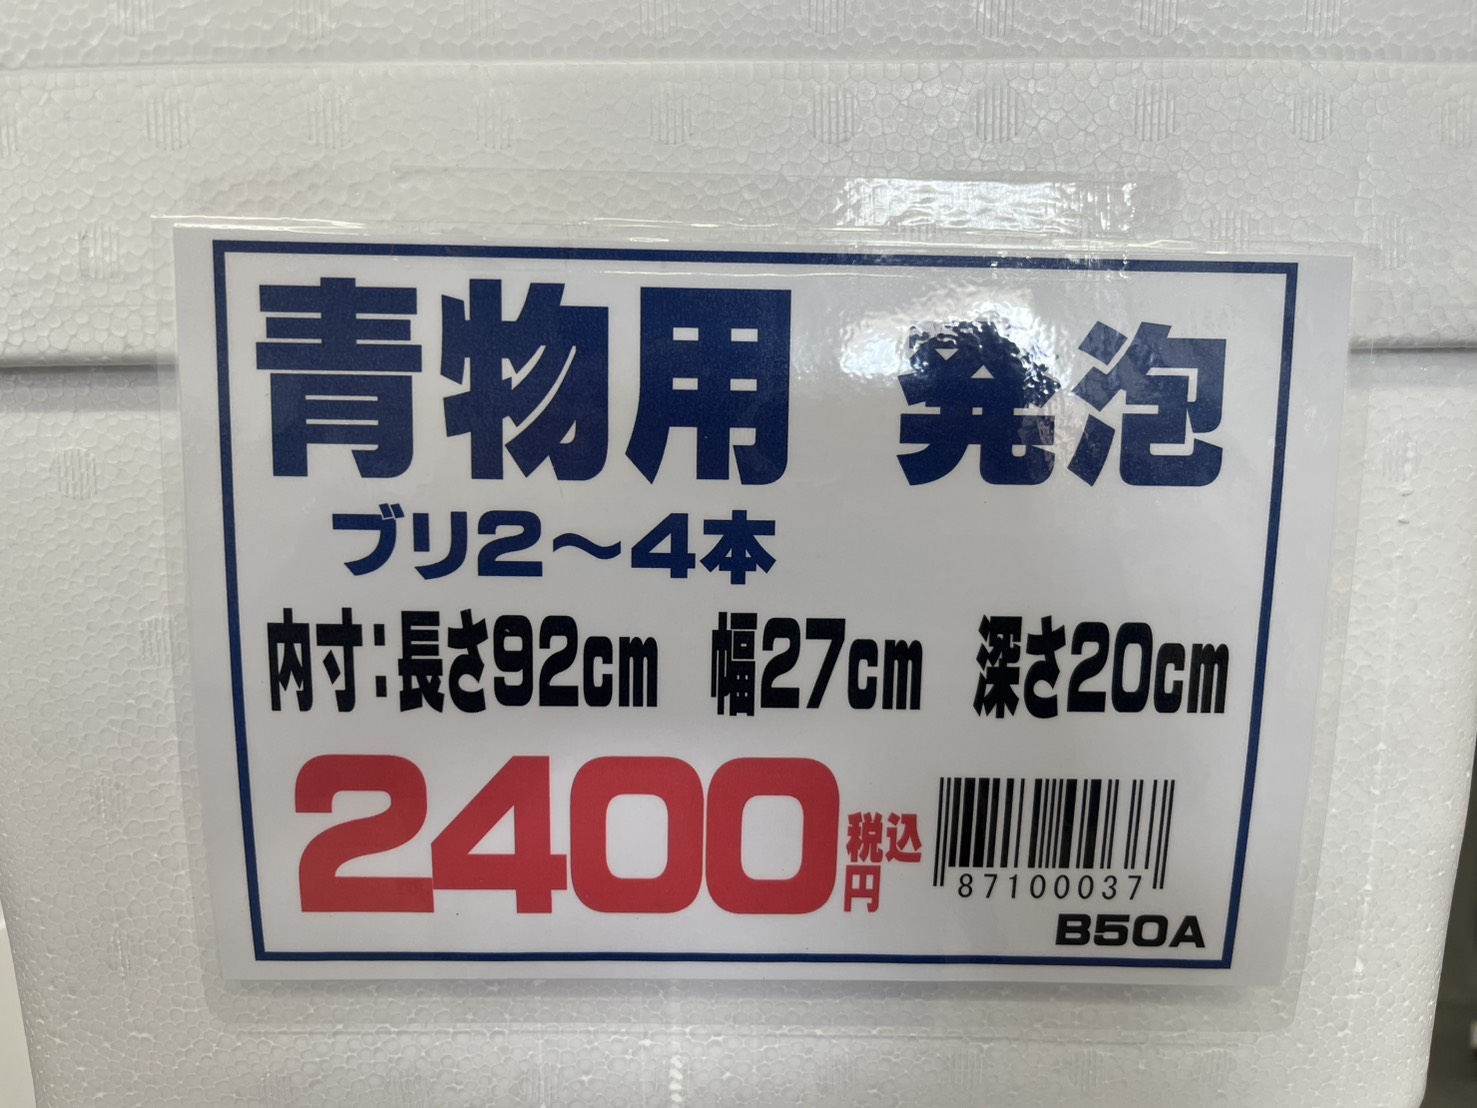 青物用 発泡
ブリ2～4本
内寸:長さ92cm 幅27cm 深さ20cm
2400税込円
87100037
B50A